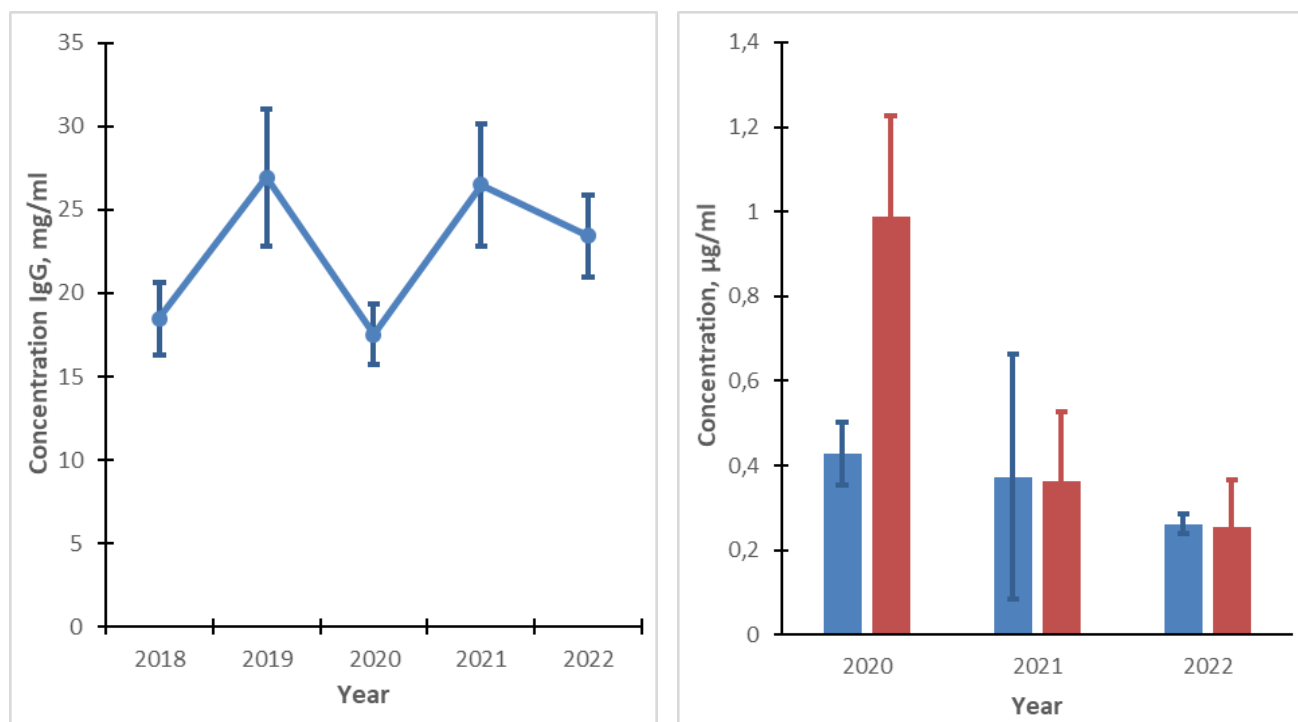 Concentration IgG, mg/ml
35
30
25
20
15
10
5
0
2018 2019 2020 2021 2022
Year
Concentration, µg/ml
1,4
1,2
1
0,8
0,6
0,4
0,2
0
2020 2021 2022
Year